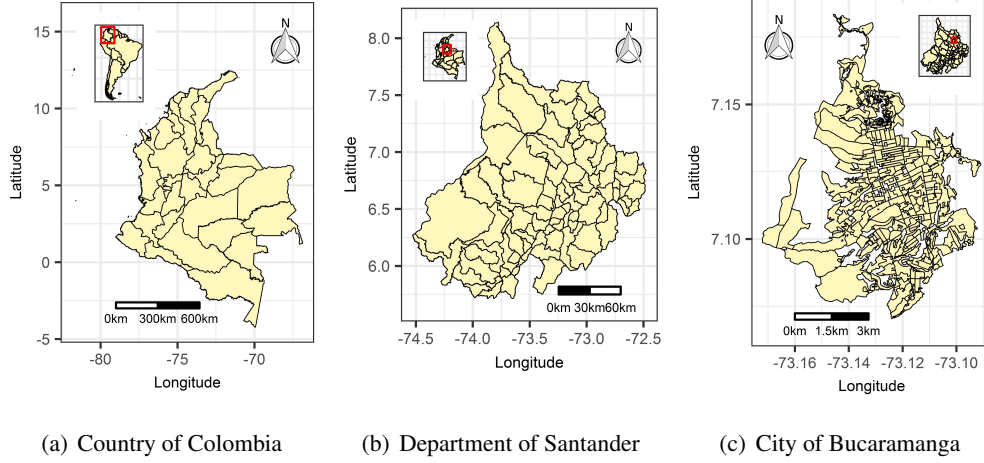 N
15
10
5
0
-5
Latitude
0km 300km 600km
-80 -75 -70
Longitude
(a) Country of Colombia
N
8.0
7.5
7.0
6.5
6.0
Latitude
0km 30km60km
-74.5 -74.0 -73.5 -73.0 -72.5
Longitude
(b) Department of Santander
N
7.15
7.10
Latitude
0km 1.5km 3km
-73.16 -73.14 -73.12 -73.10
Longitude
(c) City of Bucaramanga